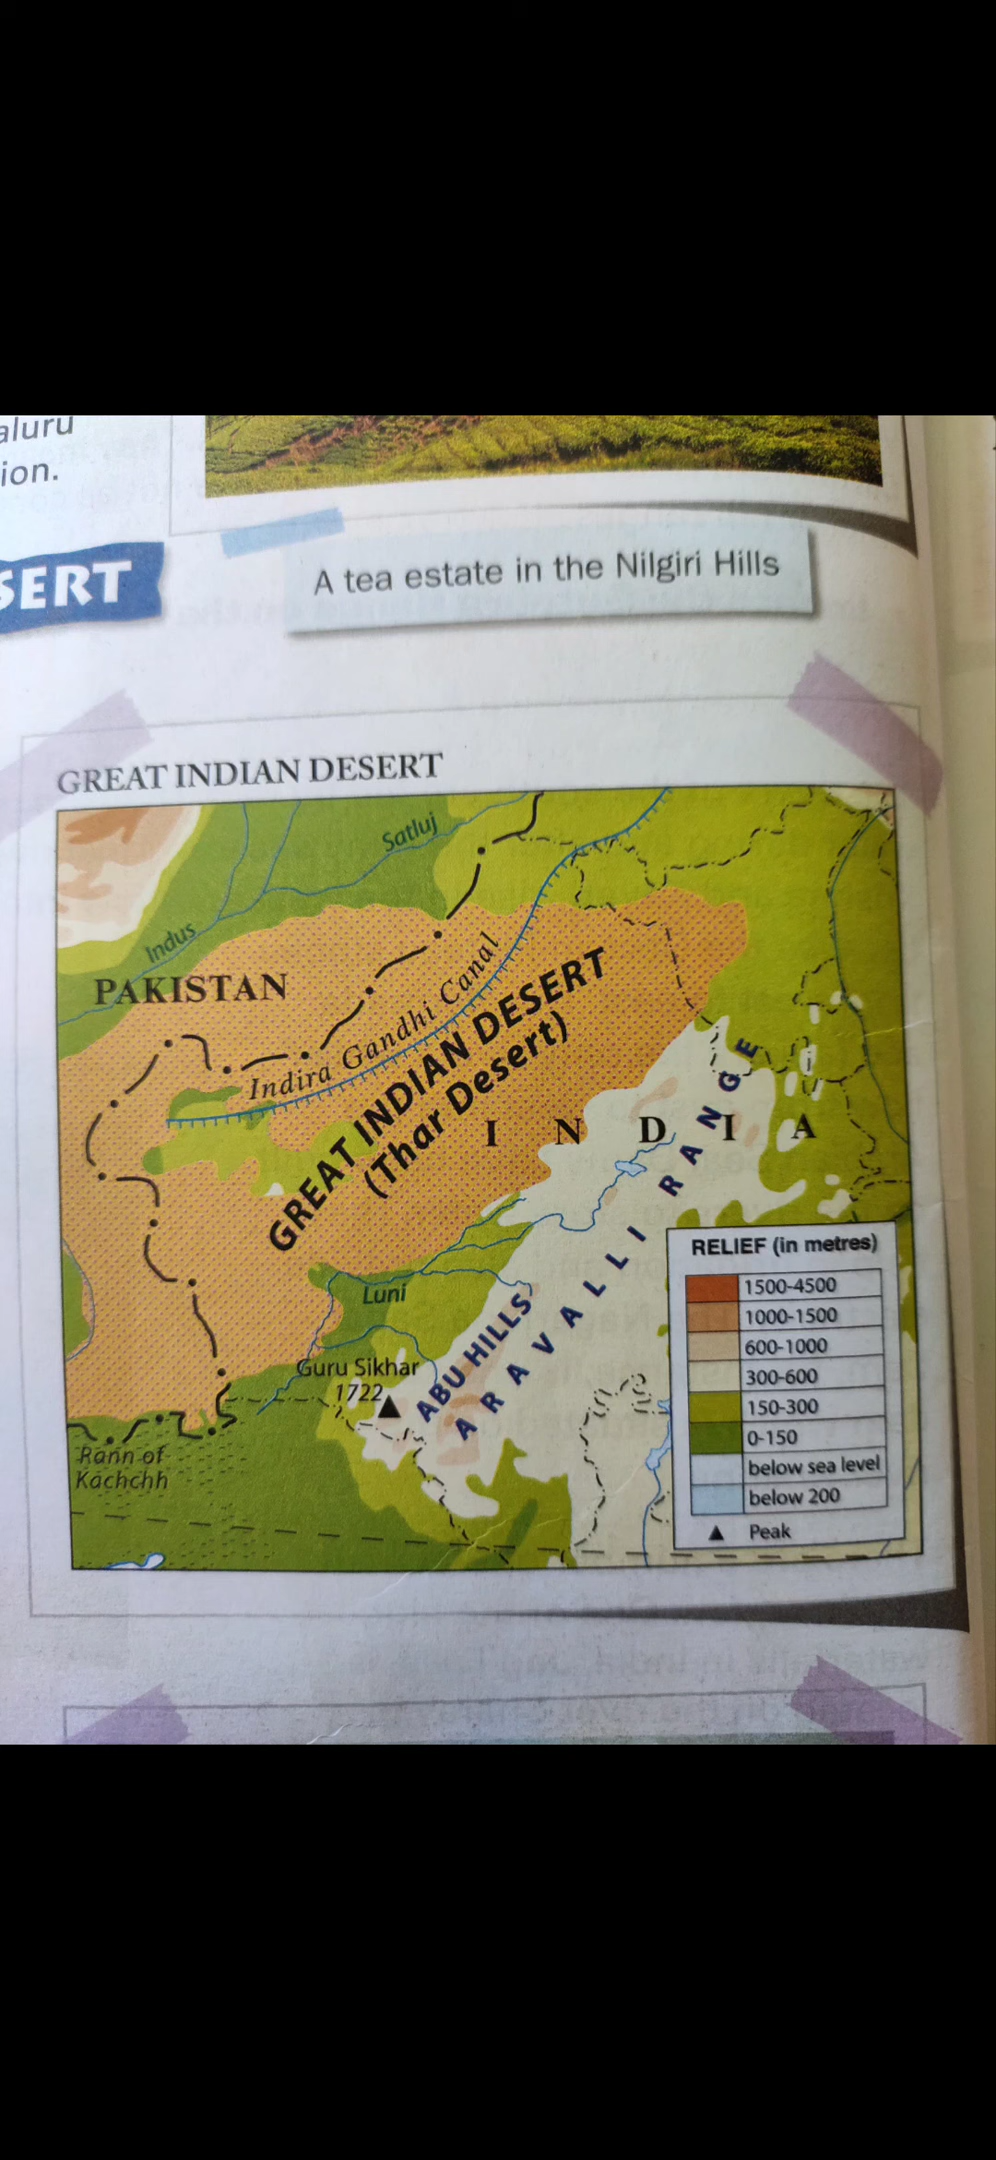 aluru
ion.
SERT
A tea estate in the Nilgiri Hills
GREAT INDIAN DESERT
Satluj
Indus
PAKISTAN
Indira Gandhi Canal
GREAT INDIAN DESERT
(Thar Desert)
I N D I A
ARAVALLI RANGE
Luni
ABU HILLS
Guru Sikhar
1722
Rann of
Kachchh
RELIEF (in metres)
1500-4500
1000-1500
600-1000
300-600
150-300
0-150
below sea level
below 200
Peak